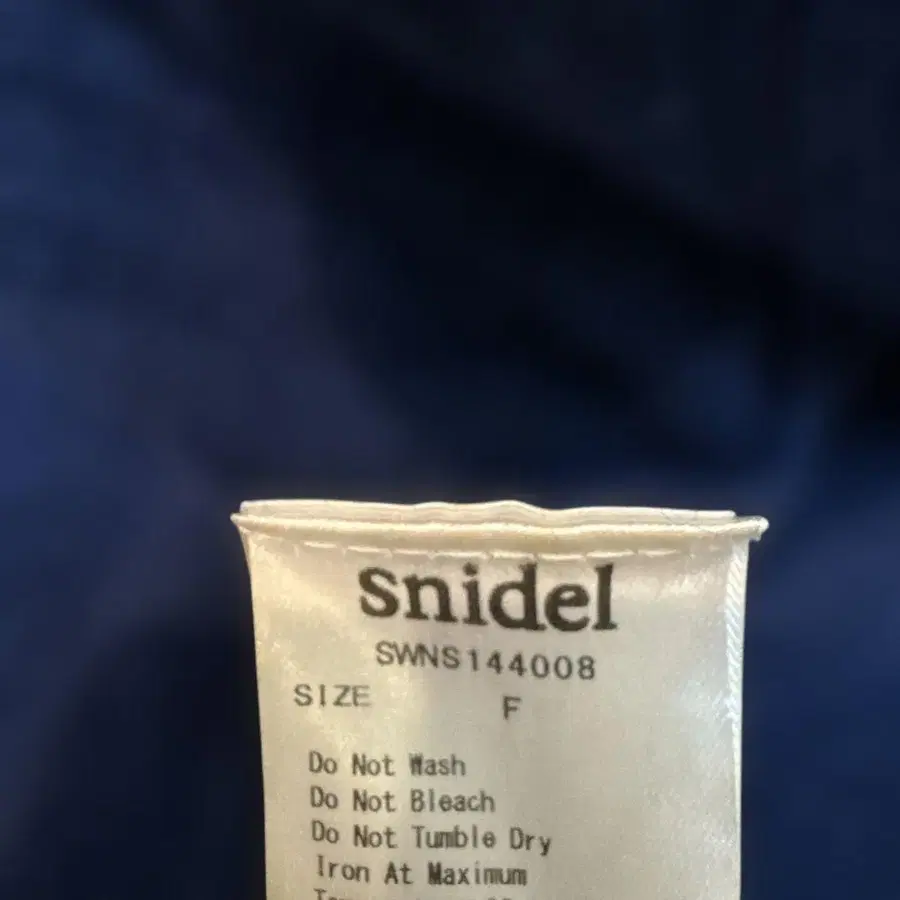 snidel
SWNS144008
SIZE F
Do Not Wash
Do Not Bleach
Do Not Tumble Dry
Iron At Maximum